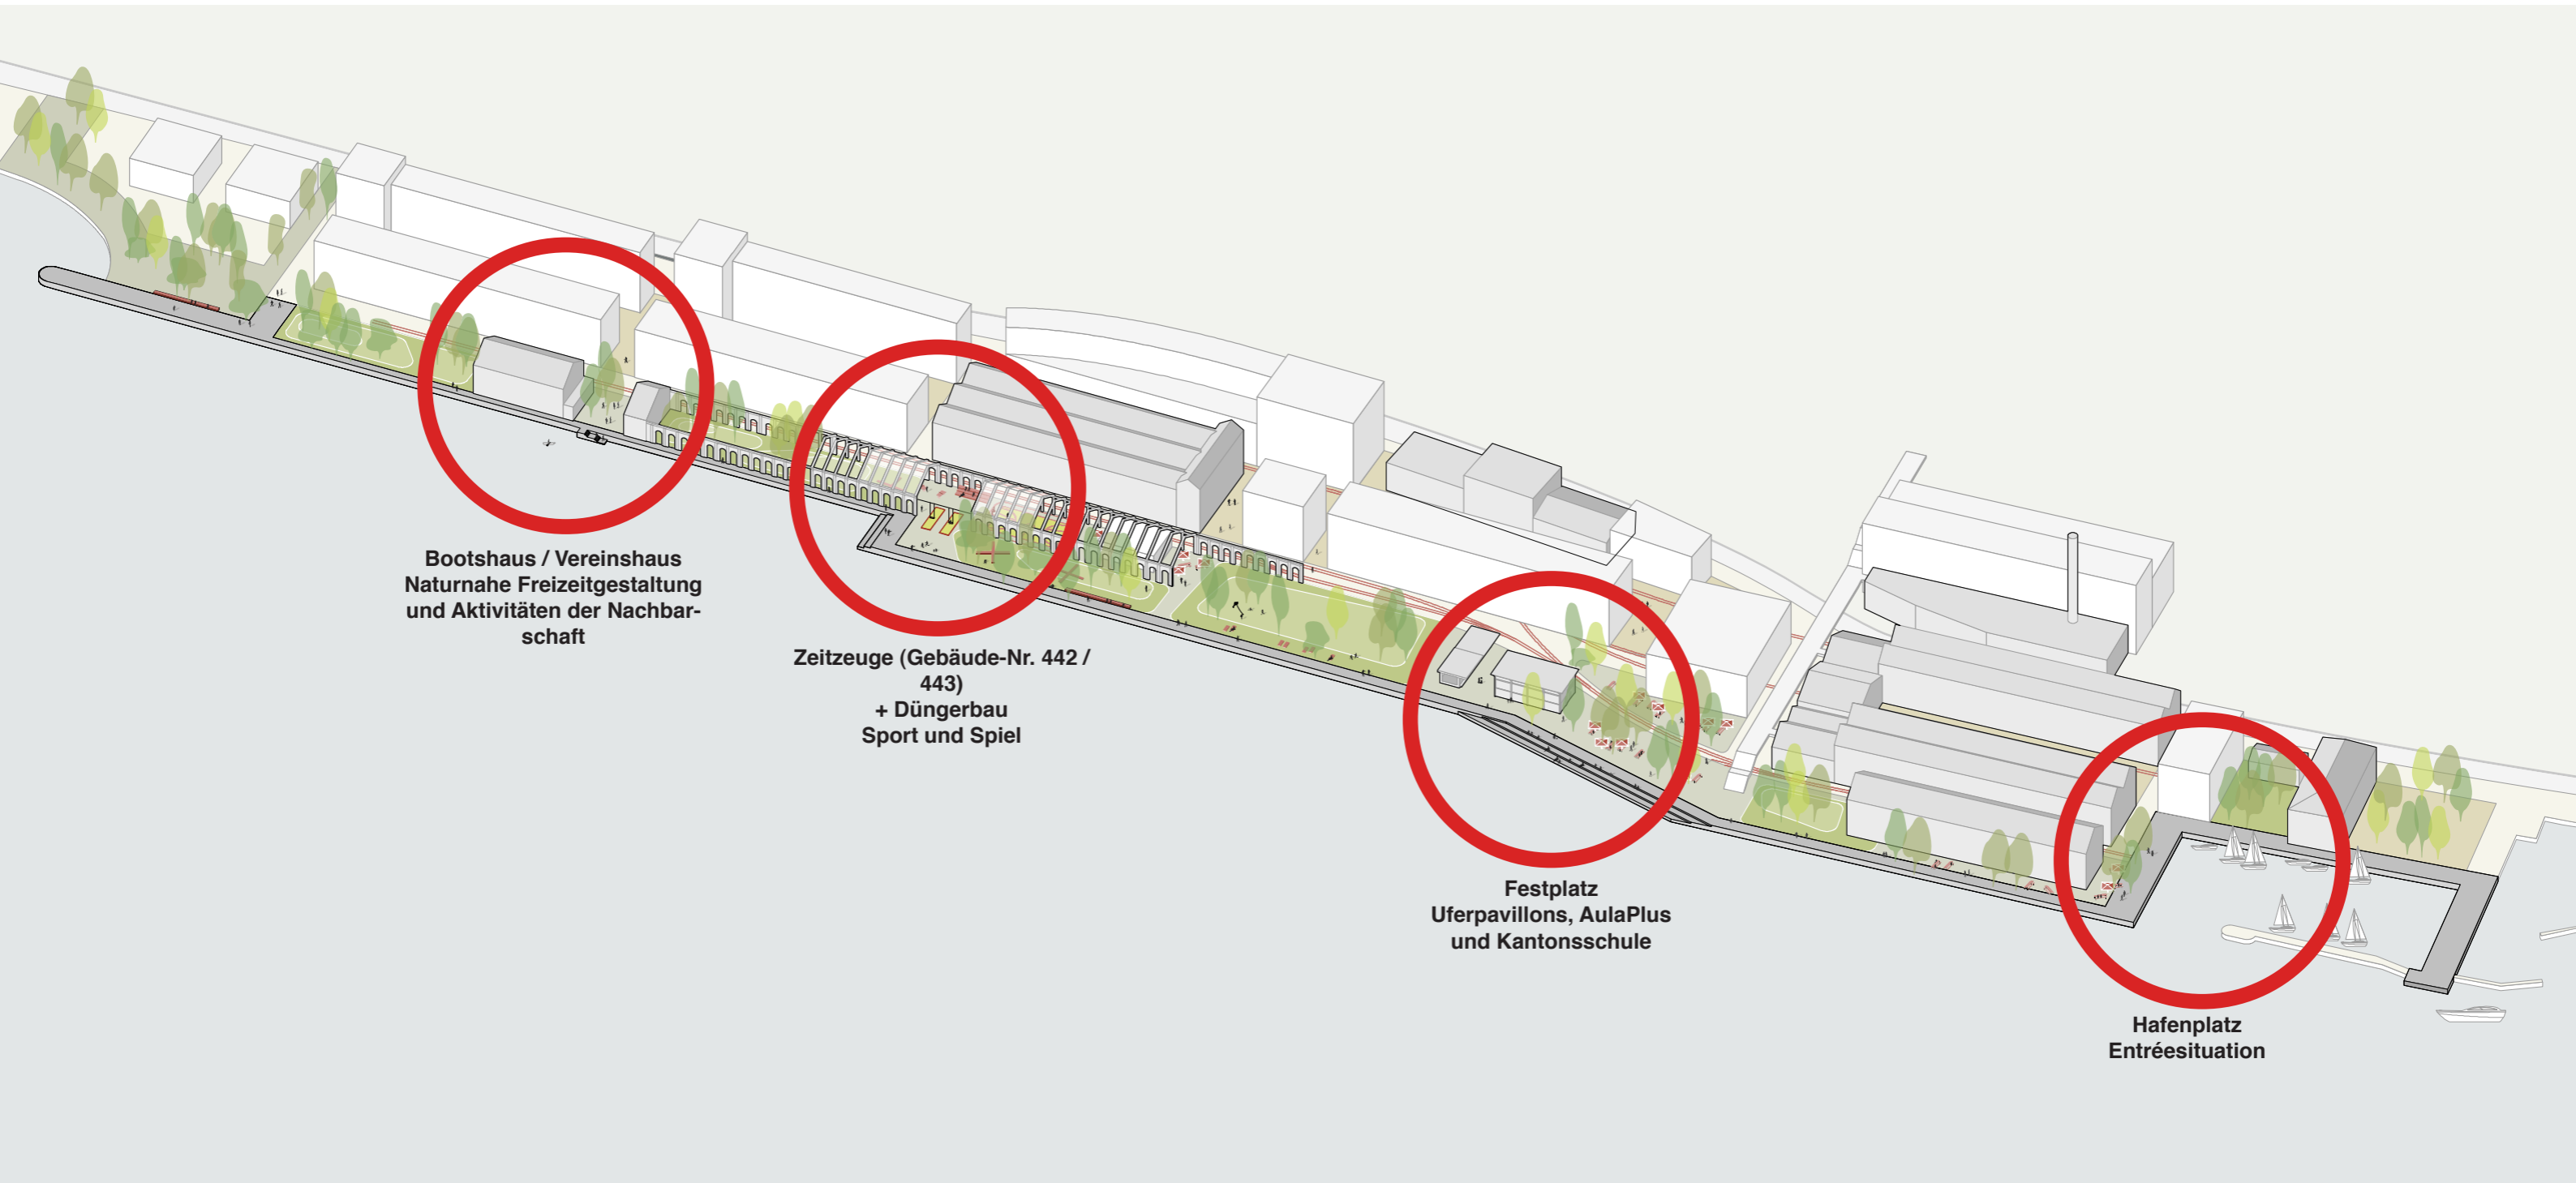 Bootshaus / Vereinshaus
Naturnahe Freizeitgestaltung
und Aktivitäten der Nachbar-
schaft
Zeitzeuge (Gebäude-Nr. 442 /
443)
+ Düngerbau
Sport und Spiel
Festplatz
Uferpavillons, AulaPlus
und Kantonsschule
Hafenplatz
Entréesituation